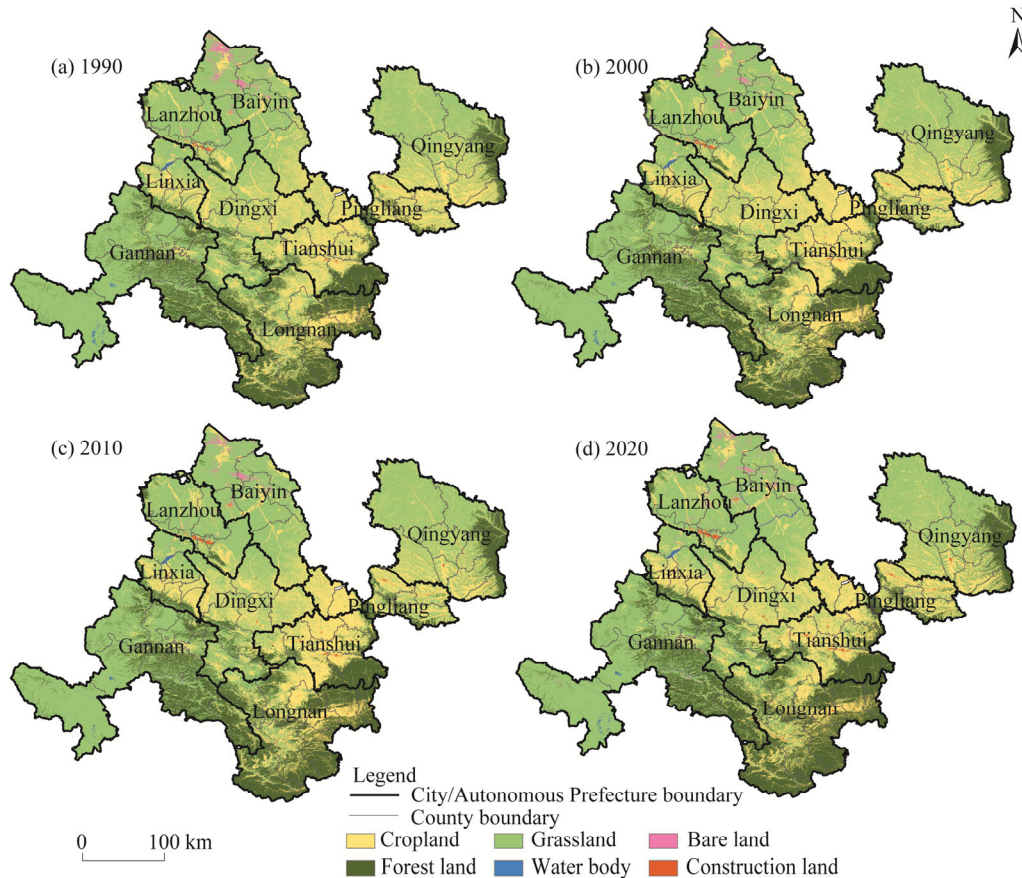 N
(a) 1990
Baiyin
Lanzhou
Qingyang
Linxia
Dingxi
Pingliang
Tianshui
Gannan
Longnan
(b) 2000
Baiyin
Lanzhou
Qingyang
Linxia
Dingxi
Pingliang
Tianshui
Gannan
Longnan
(c) 2010
Baiyin
Lanzhou
Qingyang
Linxia
Dingxi
Pingliang
Tianshui
Gannan
Longnan
(d) 2020
Baiyin
Lanzhou
Qingyang
Linxia
Dingxi
Pingliang
Tianshui
Gannan
Longnan
Legend
City/Autonomous Prefecture boundary
County boundary
Cropland Grassland Bare land
Forest land Water body Construction land
0 100 km